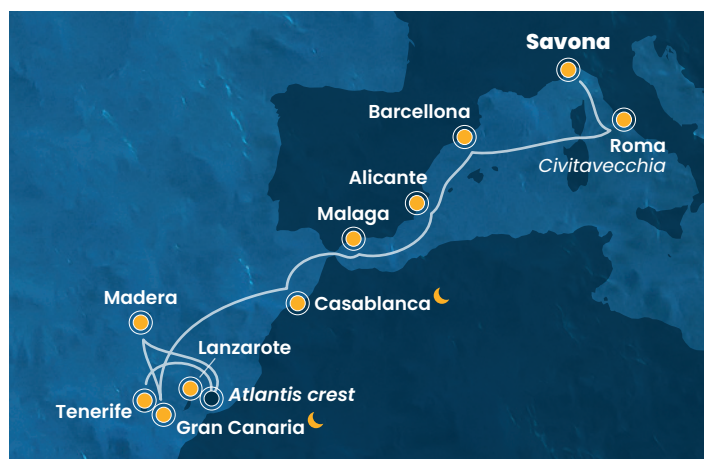 Savona
Barcellona
Roma
Civitavecchia
Alicante
Malaga
Madera
Casablanca
Lanzarote
Atlantis crest
Tenerife
Gran Canaria